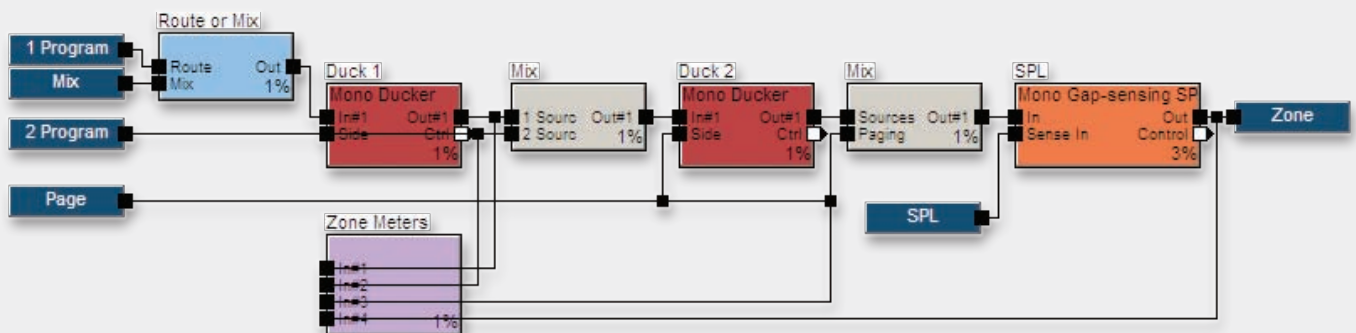 Route or Mix
1 Program
Route Out
Mix
Mix 1%
Duck 1
Mix
Duck 2
Mix
SPL
Mono Ducker
Mono Ducker
Mono Gap-sensing SP
In#1 Out#1
1 Sourc Out#1
In#1 Out#1
Sources Out#1
In Out
Zone
2 Program
Side Ctrl
2 Sourc 1%
Side Ctrl
Paging 1%
Sense In Control
1%
1%
3%
Page
SPL
Zone Meters
In#1
In#2
In#3
In#4 1%